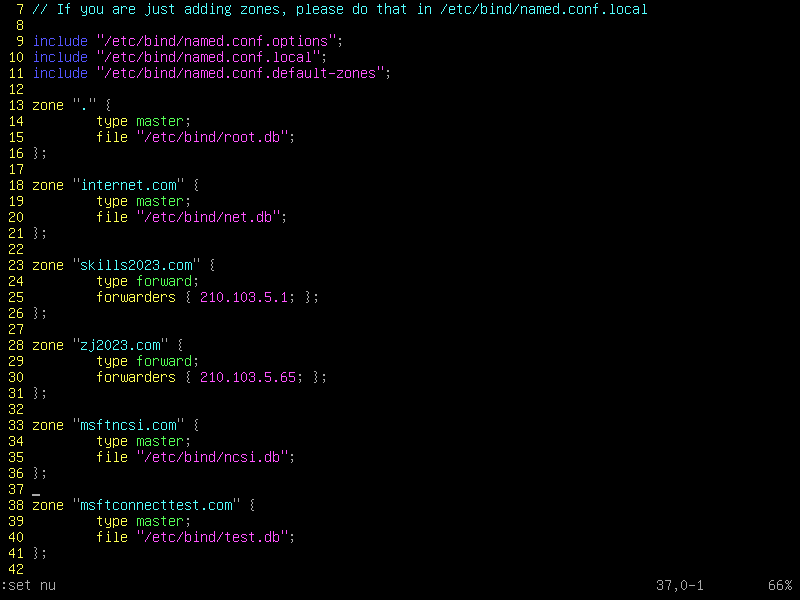 7 // If you are just adding zones, please do that in /etc/bind/named.conf.local
8
9 include "/etc/bind/named.conf.options";
10 include "/etc/bind/named.conf.local";
11 include "/etc/bind/named.conf.default-zones";
12
13 zone "." {
14         type master;
15         file "/etc/bind/root.db";
16 };
17
18 zone "internet.com" {
19         type master;
20         file "/etc/bind/net.db";
21 };
22
23 zone "skills2023.com" {
24         type forward;
25         forwarders { 210.103.5.1; };
26 };
27
28 zone "zj2023.com" {
29         type forward;
30         forwarders { 210.103.5.65; };
31 };
32
33 zone "msftncsi.com" {
34         type master;
35         file "/etc/bind/ncsi.db";
36 };
37
38 zone "msftconnecttest.com" {
39         type master;
40         file "/etc/bind/test.db";
41 };
42
:set nu 37,0-1 66%